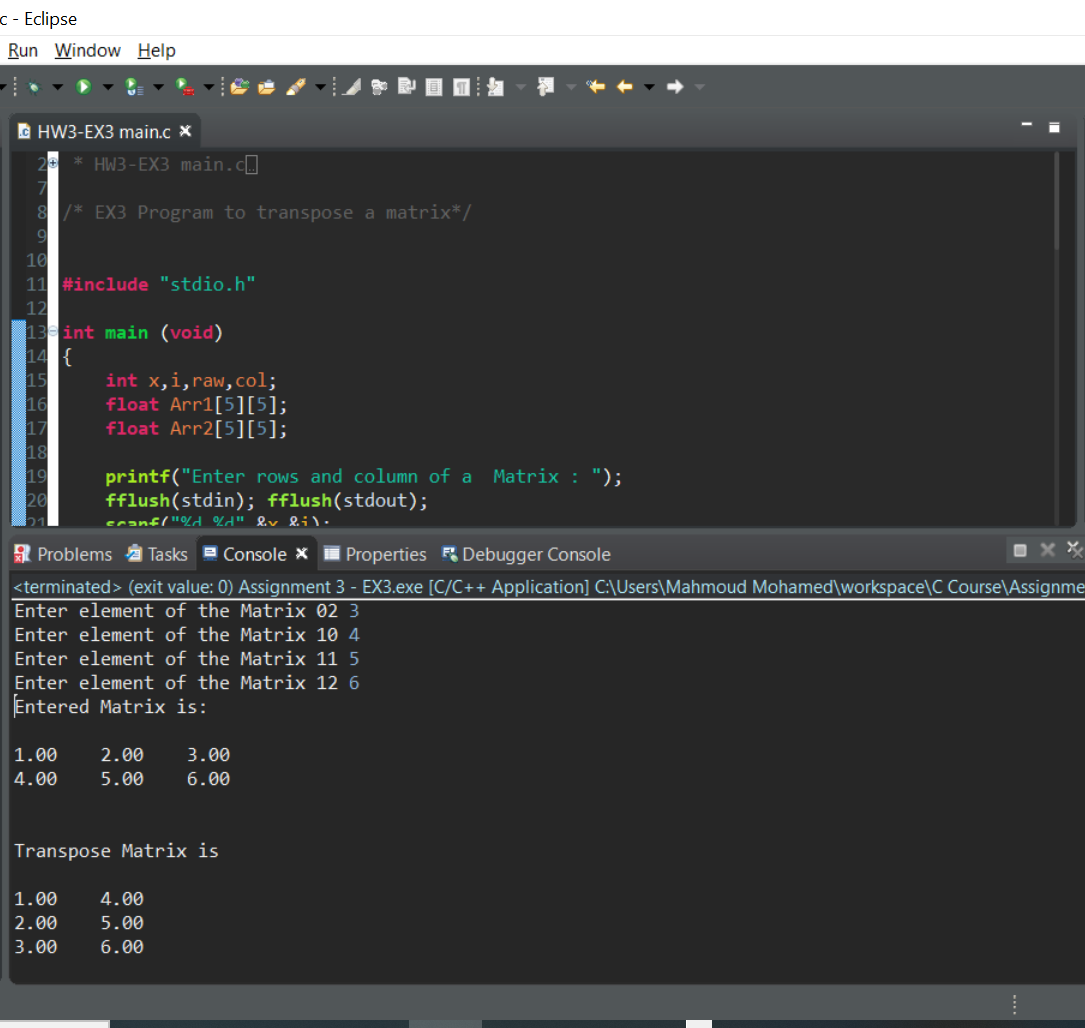 c - Eclipse
Run Window Help
HW3-EX3 main.c
2 * HW3-EX3 main.c
7
8 /* EX3 Program to transpose a matrix*/
9
10
11 #include "stdio.h"
12
13 int main (void)
14 {
15 int x,i,raw,col;
16 float Arr1[5][5];
17 float Arr2[5][5];
18
19 printf("Enter rows and column of a  Matrix : ");
20 fflush(stdin); fflush(stdout);
21 scanf("%d %d",&x,&i);
Problems Tasks Console Properties Debugger Console
<terminated> (exit value: 0) Assignment 3 - EX3.exe [C/C++ Application] C:\Users\Mahmoud Mohamed\workspace\C Course\Assignme
Enter element of the Matrix 02 3
Enter element of the Matrix 10 4
Enter element of the Matrix 11 5
Enter element of the Matrix 12 6
Entered Matrix is:
1.00 2.00 3.00
4.00 5.00 6.00
Transpose Matrix is
1.00 4.00
2.00 5.00
3.00 6.00